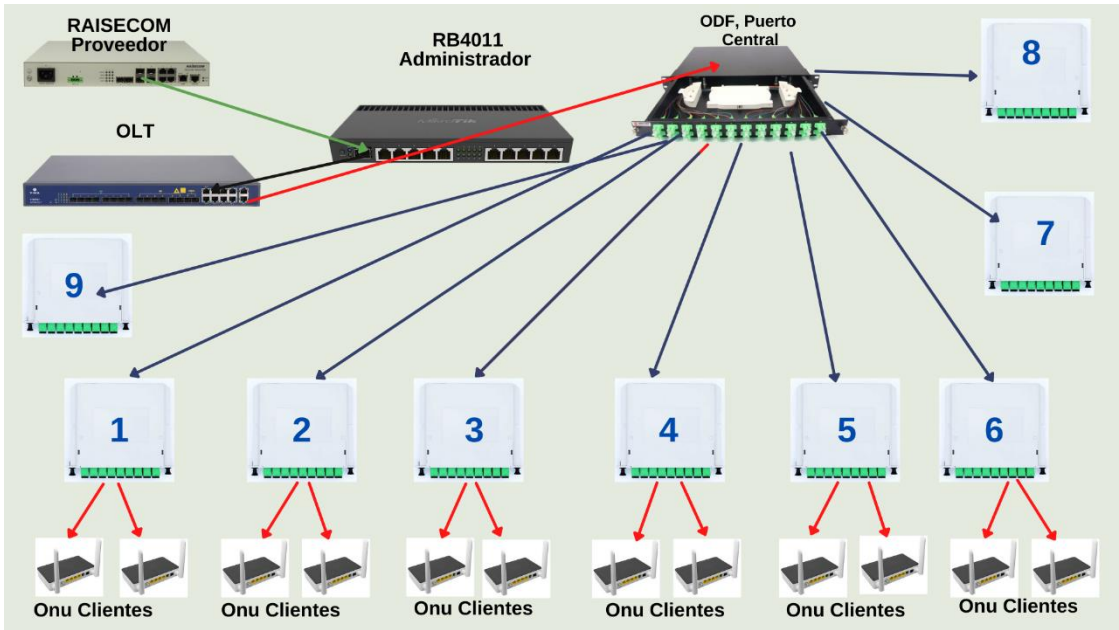 RAISECOM
Proveedor
RB4011
Administrador
ODF, Puerto
Central
OLT
8
7
9
1
2
3
4
5
6
Onu Clientes
Onu Clientes
Onu Clientes
Onu Clientes
Onu Clientes
Onu Clientes